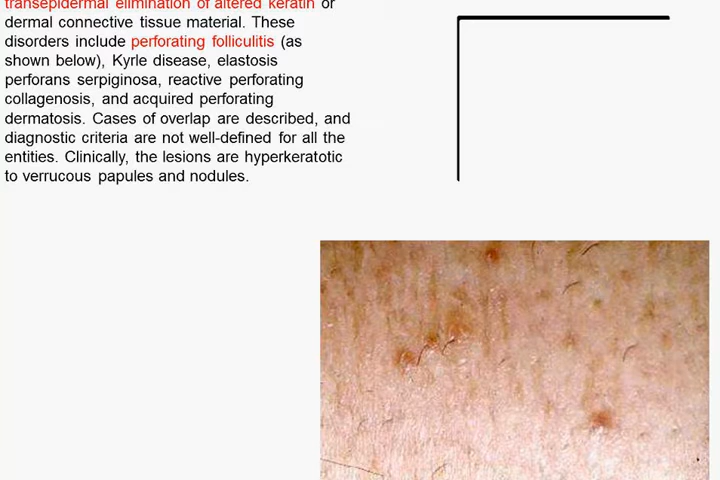 transepidermal elimination of altered keratin or
dermal connective tissue material. These
disorders include perforating folliculitis (as
shown below), Kyrle disease, elastosis
perforans serpiginosa, reactive perforating
collagenosis, and acquired perforating
dermatosis. Cases of overlap are described, and
diagnostic criteria are not well-defined for all the
entities. Clinically, the lesions are hyperkeratotic
to verrucous papules and nodules.